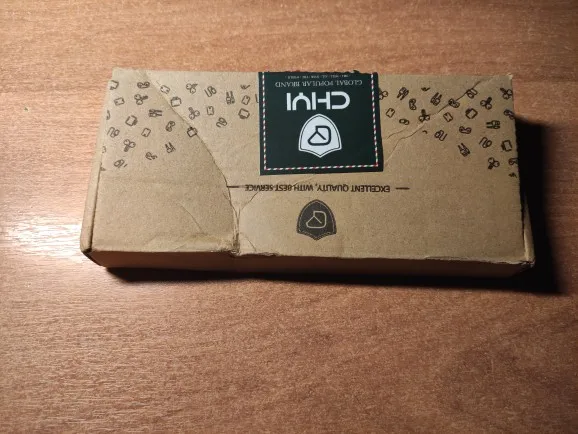 EXCELLENT QUALITY, WITH BEST SERVICE
CHYI
GLOBAL POPULAR BRAND